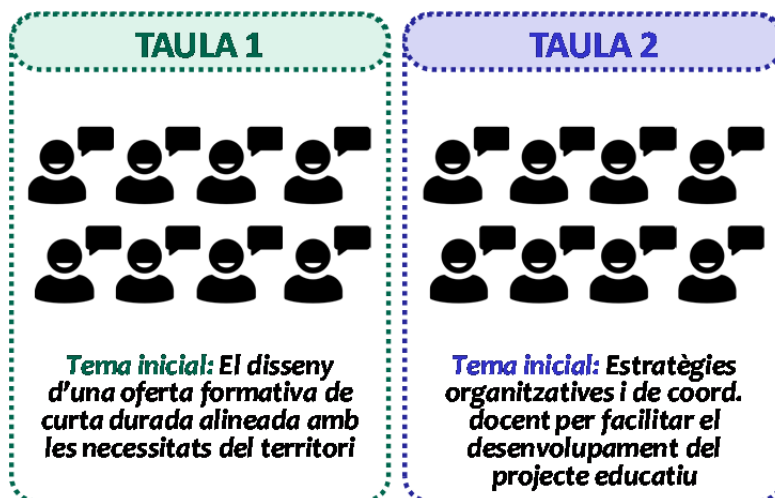 TAULA 1
Tema inicial: El disseny
d'una oferta formativa de
curta durada alineada amb
les necessitats del territori
TAULA 2
Tema inicial: Estratègies
organitzatives i de coord.
docent per facilitar el
desenvolupament del
projecte educatiu